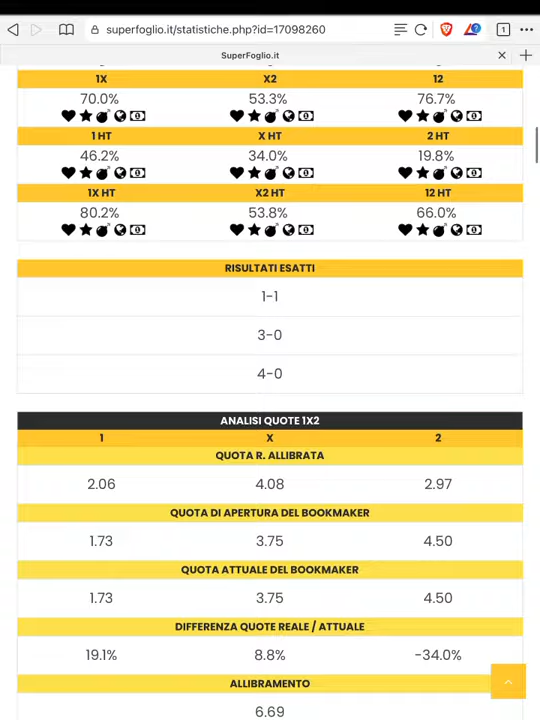 superfoglio.it/statistiche.php?id=17098260
1
SuperFoglio.it
1X X2 12
70.0% 53.3% 76.7%
1 HT X HT 2 HT
46.2% 34.0% 19.8%
1X HT X2 HT 12 HT
80.2% 53.8% 66.0%
RISULTATI ESATTI
1-1
3-0
4-0
ANALISI QUOTE 1X2
1 X 2
QUOTA R. ALLIBRATA
2.06 4.08 2.97
QUOTA DI APERTURA DEL BOOKMAKER
1.73 3.75 4.50
QUOTA ATTUALE DEL BOOKMAKER
1.73 3.75 4.50
DIFFERENZA QUOTE REALE / ATTUALE
19.1% 8.8% -34.0%
ALLIBRAMENTO
6.69